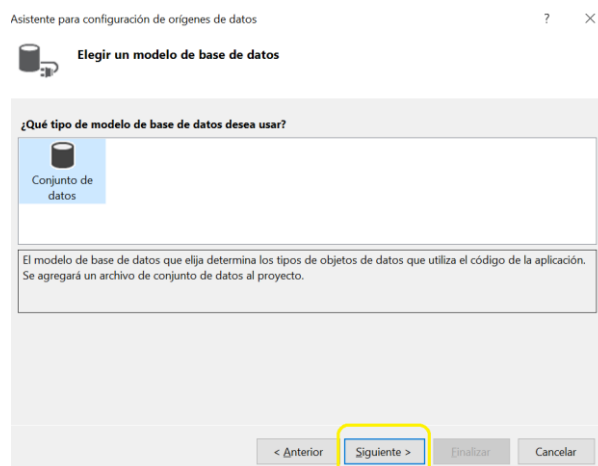 Asistente para configuración de orígenes de datos
?
Elegir un modelo de base de datos
¿Qué tipo de modelo de base de datos desea usar?
Conjunto de
datos
El modelo de base de datos que elija determina los tipos de objetos de datos que utiliza el código de la aplicación.
Se agregará un archivo de conjunto de datos al proyecto.
< Anterior
Siguiente >
Finalizar
Cancelar